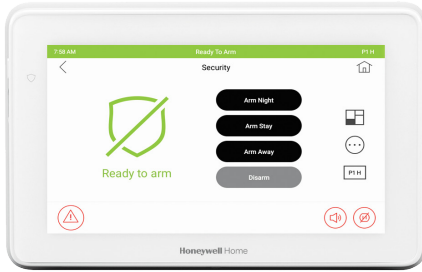 7:58 AM Ready To Arm P1 H
Security
Arm Night
Arm Stay
Arm Away
Disarm
Ready to arm
P1 H
Honeywell Home